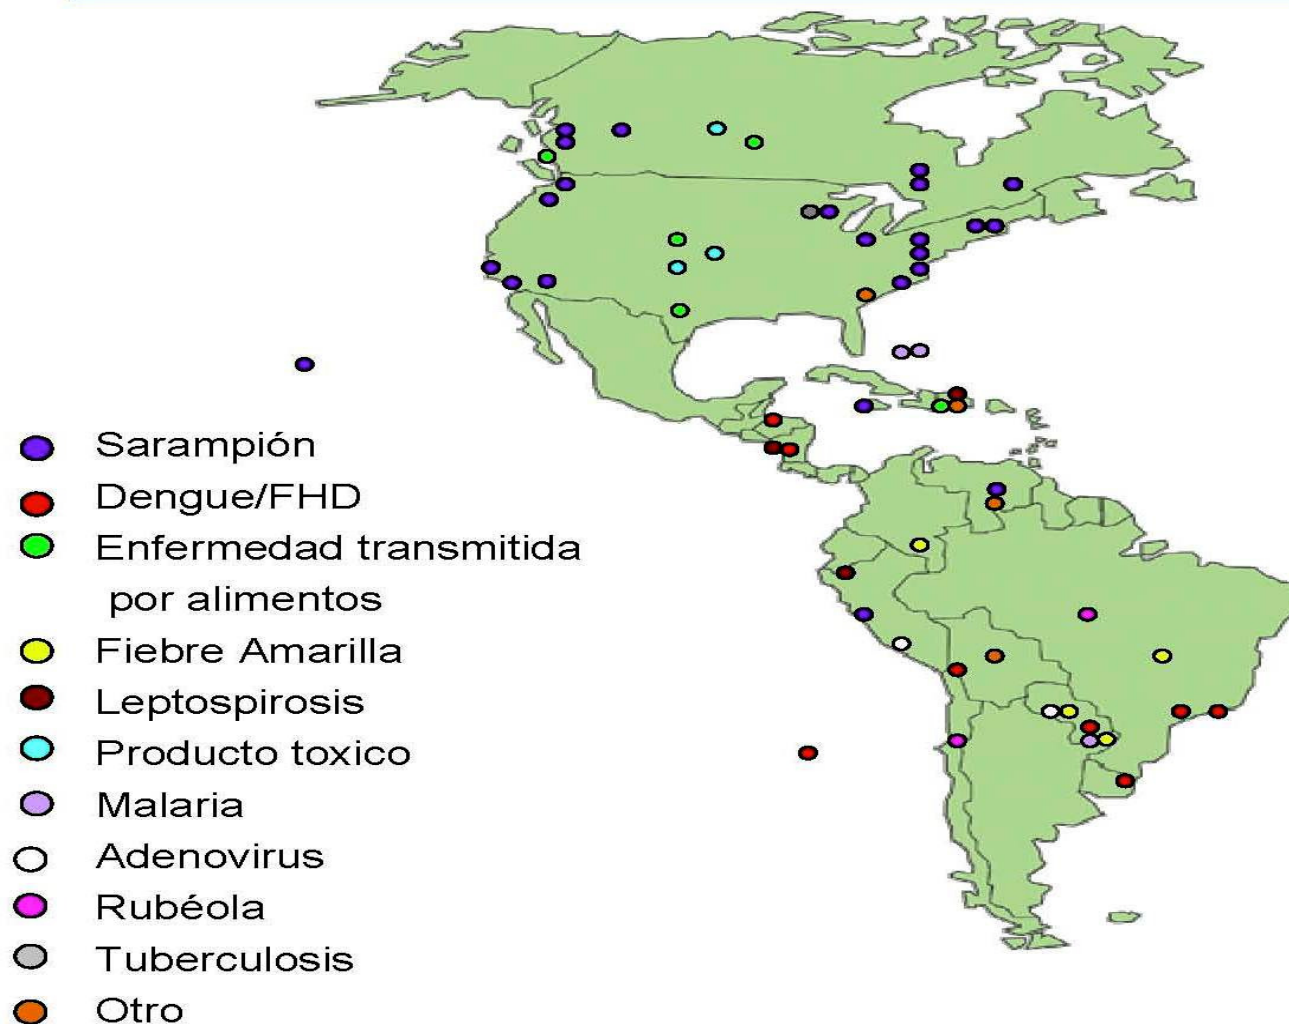 Sarampión
Dengue/FHD
Enfermedad transmitida
por alimentos
Fiebre Amarilla
Leptospirosis
Producto toxico
Malaria
Adenovirus
Rubéola
Tuberculosis
Otro